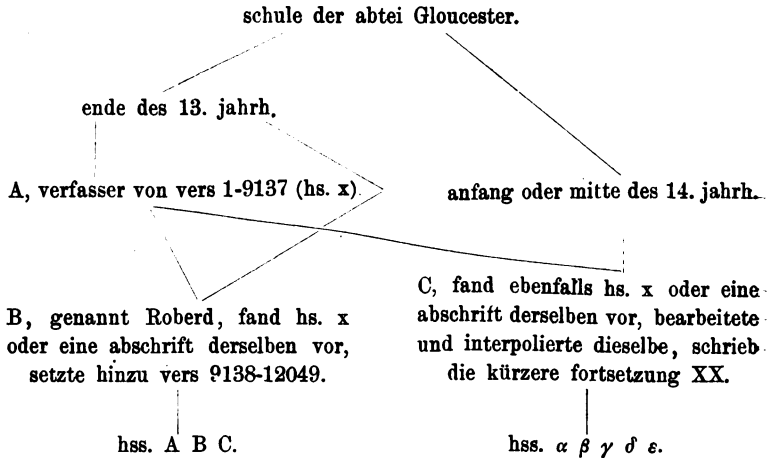 schule der abtei Gloucester.
ende des 13. jahrh.
A, verfasser von vers 1-9137 (hs. x)
anfang oder mitte des 14. jahrh.
B, genannt Roberd, fand hs. x
oder eine abschrift derselben vor,
setzte hinzu vers 9138-12049.
C, fand ebenfalls hs. x oder eine
abschrift derselben vor, bearbeitete
und interpolierte dieselbe, schrieb
die kürzere fortsetzung XX.
hss. A B C.
hss. α β γ δ ε.